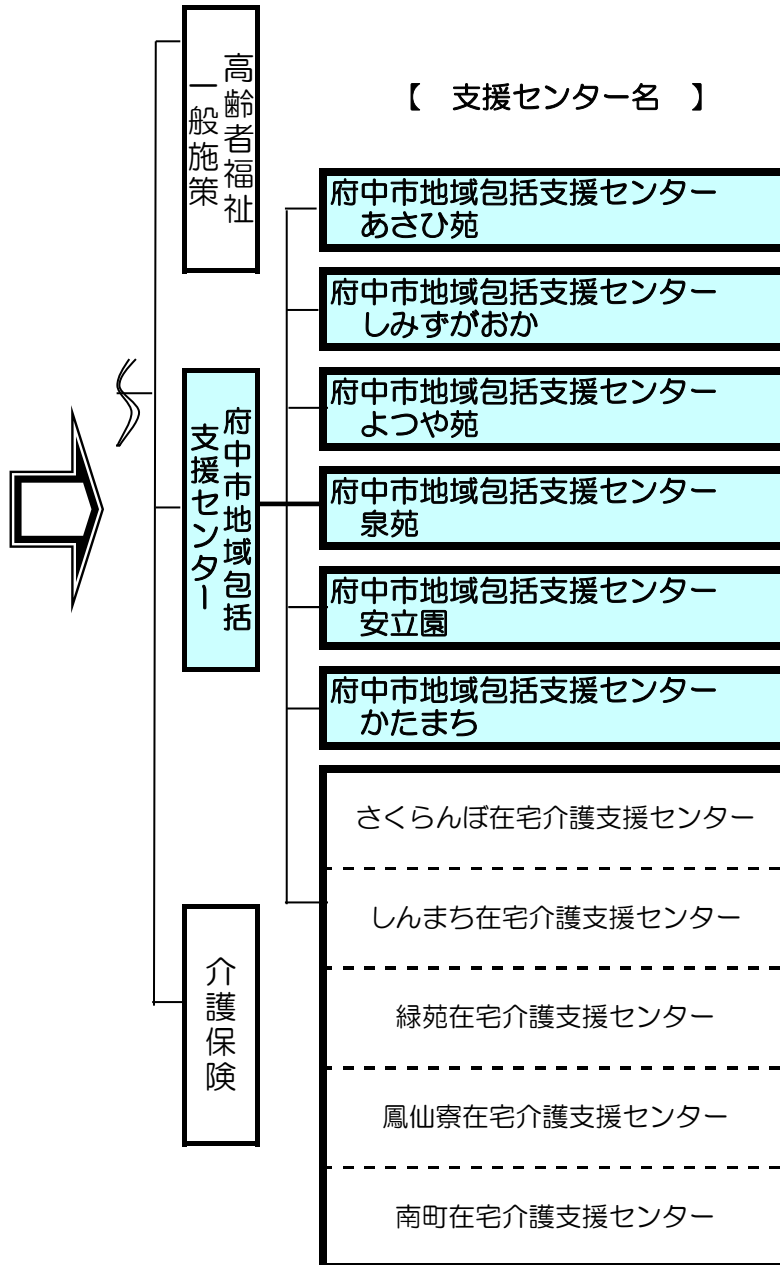 高齢者福祉
一般施策
【　支援センター名　】
府中市地域包括支援センター
あさひ苑
府中市地域包括支援センター
しみずがおか
府中市地域包括
支援センター
府中市地域包括支援センター
よつや苑
府中市地域包括支援センター
泉苑
府中市地域包括支援センター
安立園
府中市地域包括支援センター
かたまち
さくらんぼ在宅介護支援センター
しんまち在宅介護支援センター
介護保険
緑苑在宅介護支援センター
鳳仙寮在宅介護支援センター
南町在宅介護支援センター